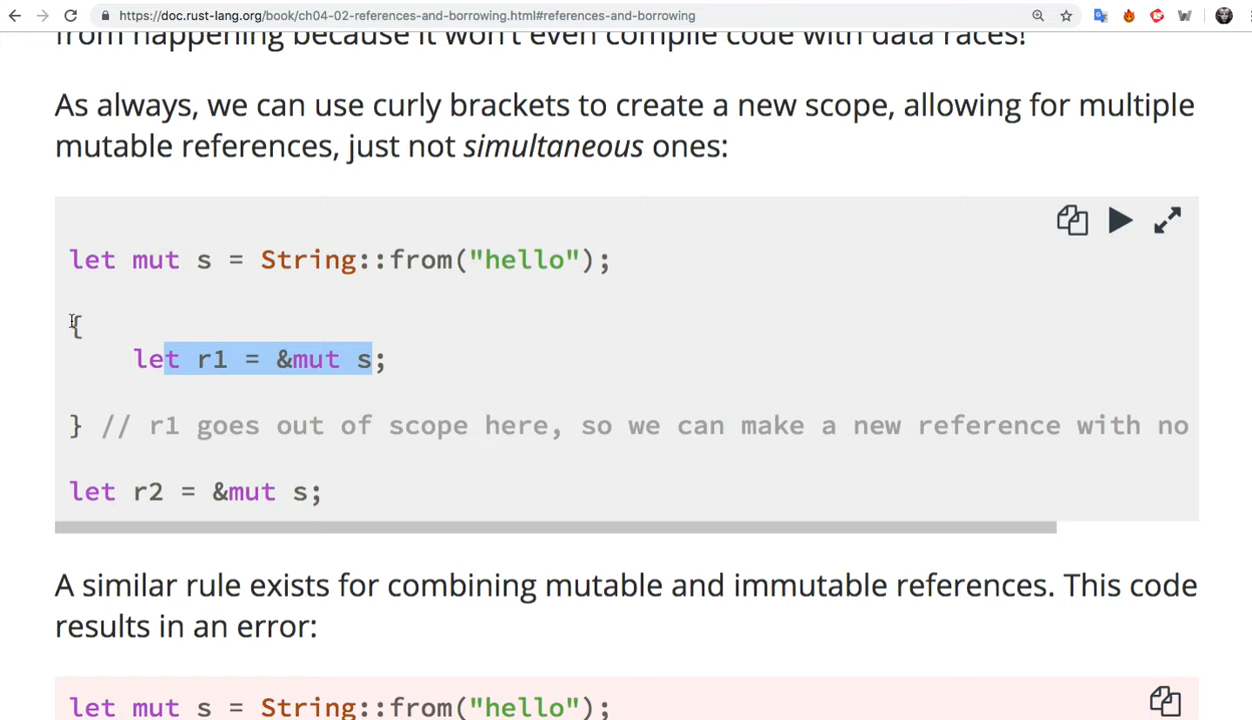 https://doc.rust-lang.org/book/ch04-02-references-and-borrowing.html#references-and-borrowing
from happening because it won't even compile code with data races!
As always, we can use curly brackets to create a new scope, allowing for multiple
mutable references, just not simultaneous ones:
let mut s = String::from("hello");
{
let r1 = &mut s;
} // r1 goes out of scope here, so we can make a new reference with no
let r2 = &mut s;
A similar rule exists for combining mutable and immutable references. This code
results in an error:
let mut s = String::from("hello");